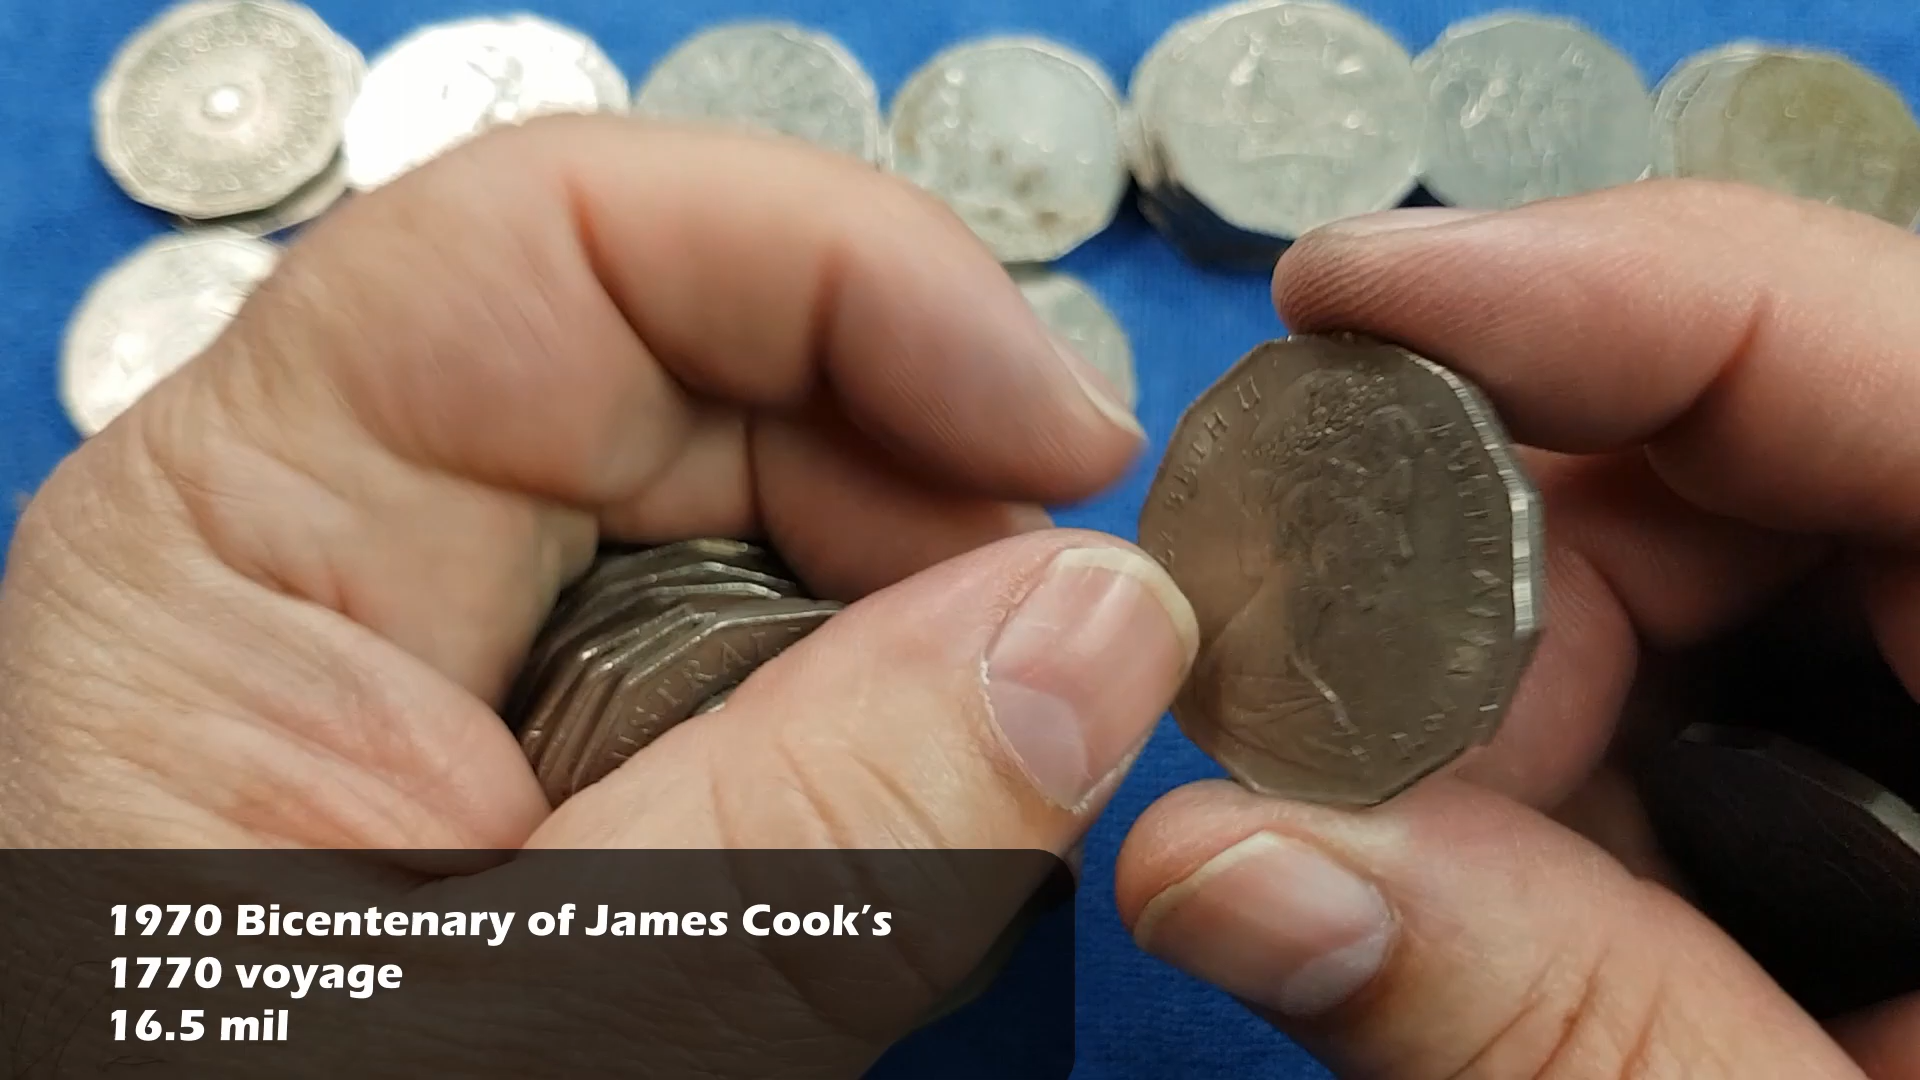 1970 Bicentenary of James Cook’s
1770 voyage
16.5 mil